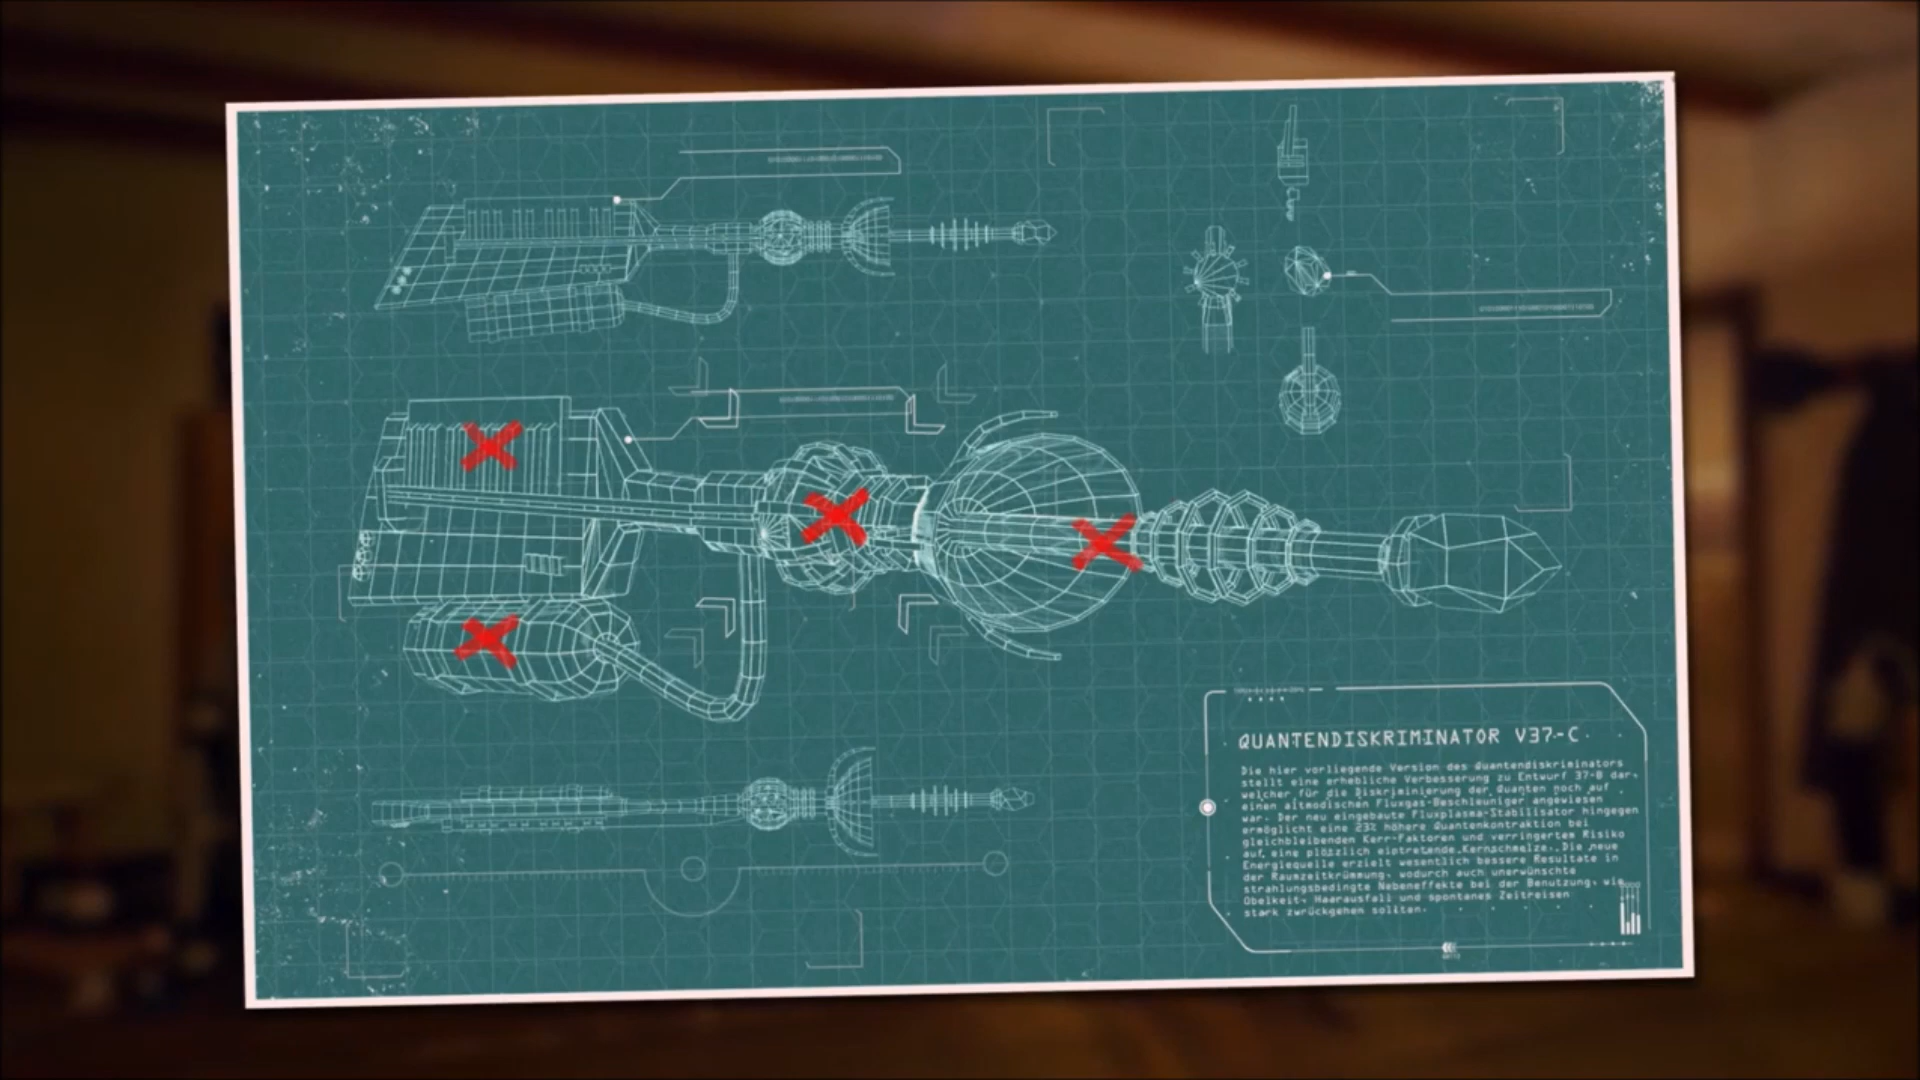 QUANTENDISKRIMINATOR V37-C
Die hier vorliegende Version des Quantendiskriminators
stellt eine erhebliche Verbesserung zu Entwurf 37-B dar,
welcher für die Diskriminierung der Quanten noch auf
einen altmodischen Fluxgas-Beschleuniger angewiesen
war. Der neu eingebaute Fluxplasma-Stabilisator hingegen
ermöglicht eine 23% höhere Quantenkontraktion bei
gleichbleibenden Kerr-Faktoren und verringertem Risiko
auf eine plötzlich eintretende Kernschmelze. Die neue
Energiequelle erzielt wesentlich bessere Resultate in
der Raumzeitkrümmung, wodurch auch unerwünschte
strahlungsbedingte Nebeneffekte bei der Benutzung, wie
Übelkeit, Haarausfall und spontanes Zeitreisen
stark zurückgehen sollten.